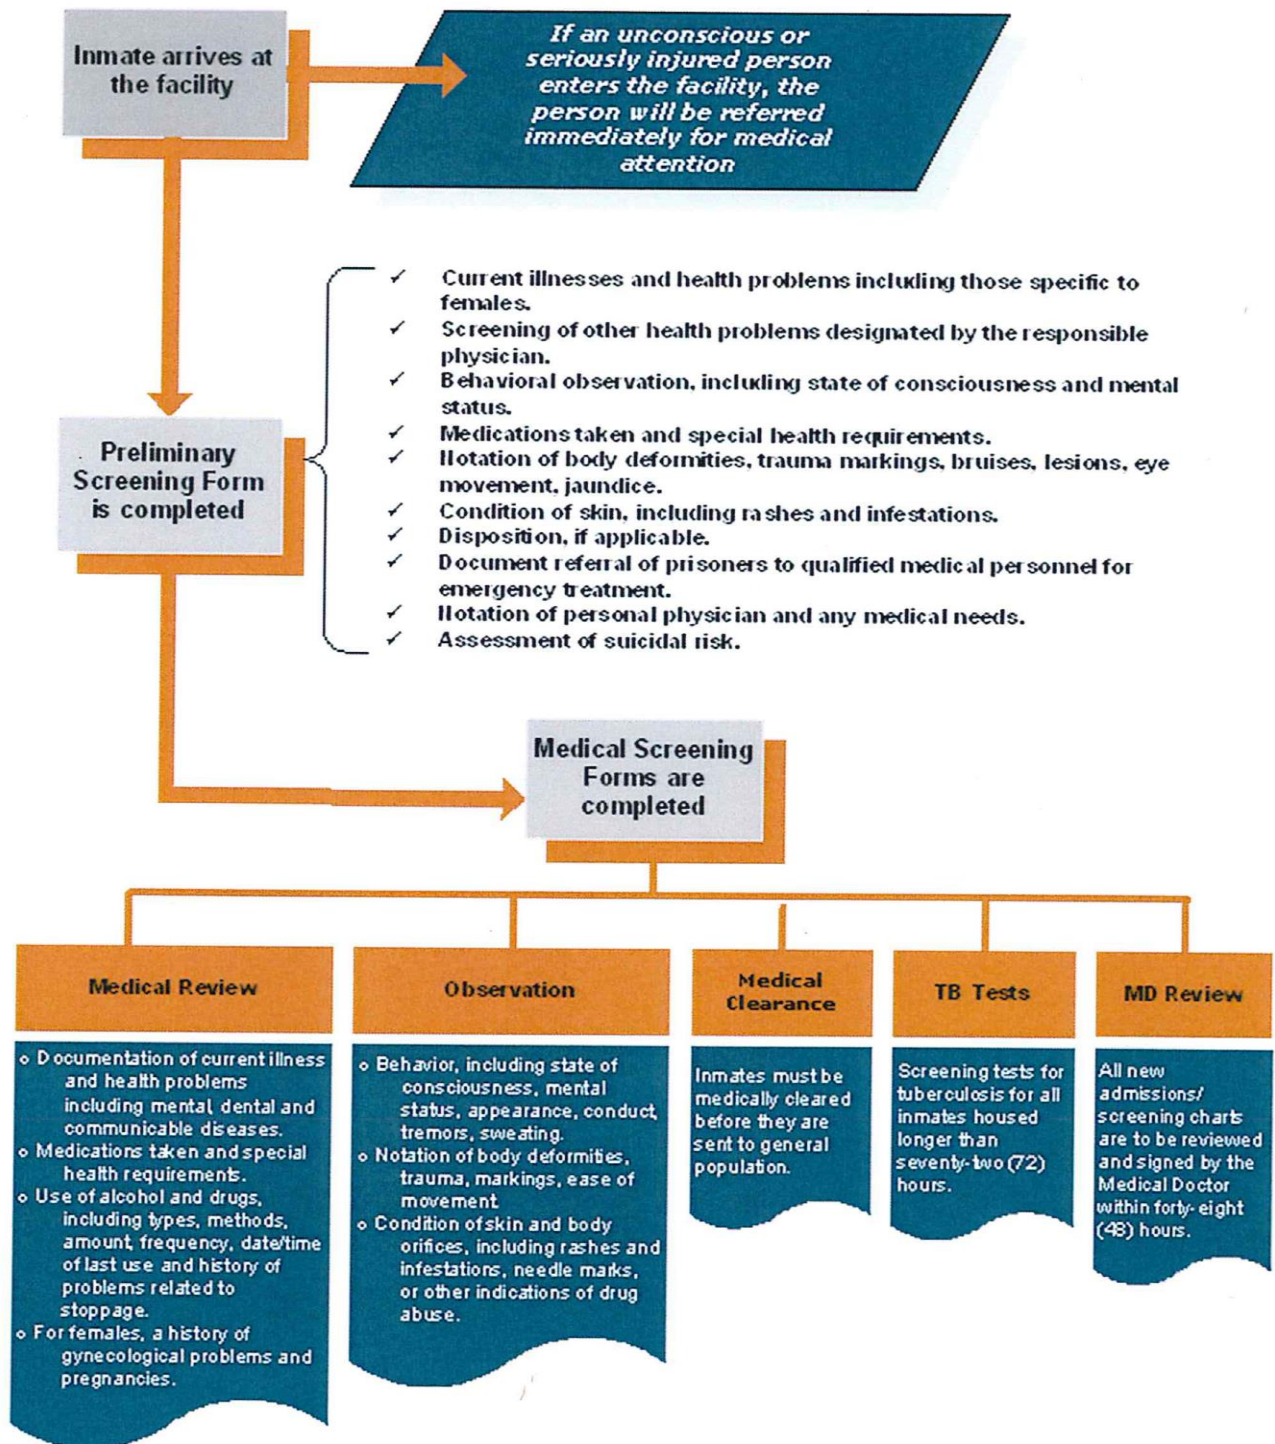 Inmate arrives at
the facility
If an unconscious or
seriously injured person
enters the facility, the
person will be referred
immediately for medical
attention
✓ Current illnesses and health problems including those specific to
females.
✓ Screening of other health problems designated by the responsible
physician.
✓ Behavioral observation, including state of consciousness and mental
status.
✓ Medications taken and special health requirements.
✓ Notation of body deformities, trauma markings, bruises, lesions, eye
movement, jaundice.
✓ Condition of skin, including rashes and infestations.
✓ Disposition, if applicable.
✓ Document referral of prisoners to qualified medical personnel for
emergency treatment.
✓ Notation of personal physician and any medical needs.
✓ Assessment of suicidal risk.
Preliminary
Screening Form
is completed
Medical Screening
Forms are
completed
Medical Review
o Documentation of current illness
and health problems
including mental, dental and
communicable diseases.
o Medications taken and special
health requirements.
o Use of alcohol and drugs,
including types, methods,
amount, frequency, date/time
of last use and history of
problems related to
stoppage.
o For females, a history of
gynecological problems and
pregnancies.
Observation
o Behavior, including state of
consciousness, mental
status, appearance, conduct,
tremors, sweating.
o Notation of body deformities,
trauma, markings, ease of
movement.
o Condition of skin and body
orifices, including rashes and
infestations, needle marks,
or other indications of drug
abuse.
Medical
Clearance
Inmates must be
medically cleared
before they are
sent to general
population.
TB Tests
Screening tests for
tuberculosis for all
inmates housed
longer than
seventy-two (72)
hours.
MD Review
All new
admissions/
screening charts
are to be reviewed
and signed by the
Medical Doctor
within forty-eight
(48) hours.